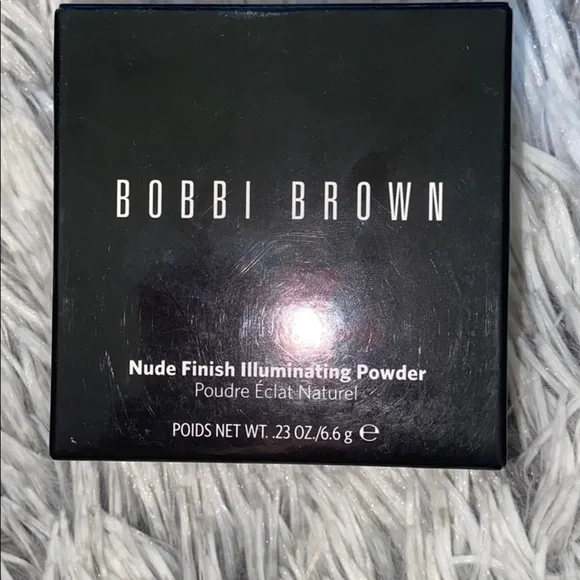 BOBBI BROWN
Nude Finish Illuminating Powder
Poudre Éclat Naturel
POIDS NET WT. .23 OZ./6.6 g ℮